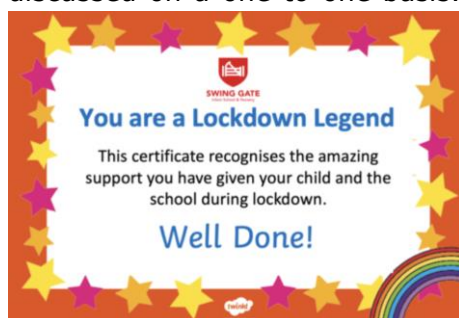 discussed on a one to one basis.
SWING GATE
Infant School & Nursery
You are a Lockdown Legend
This certificate recognises the amazing
support you have given your child and the
school during lockdown.
Well Done!
twinkl